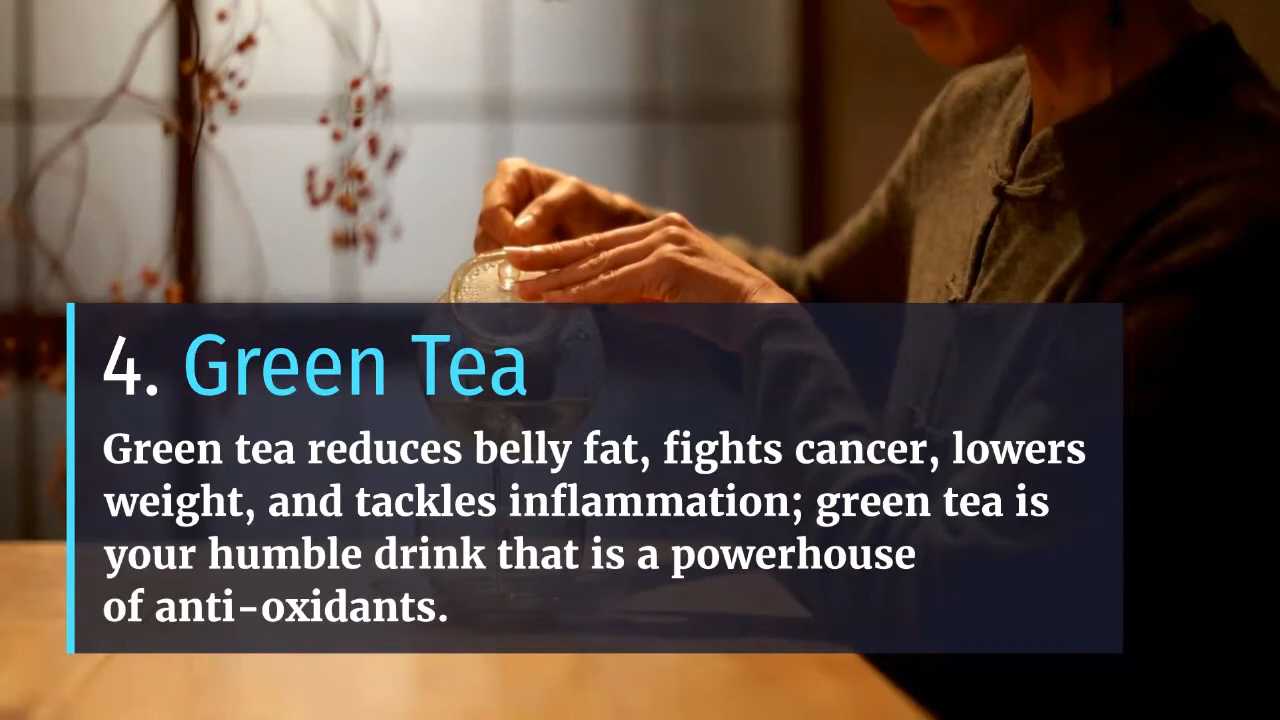 4. Green Tea
Green tea reduces belly fat, fights cancer, lowers
weight, and tackles inflammation; green tea is
your humble drink that is a powerhouse
of anti-oxidants.